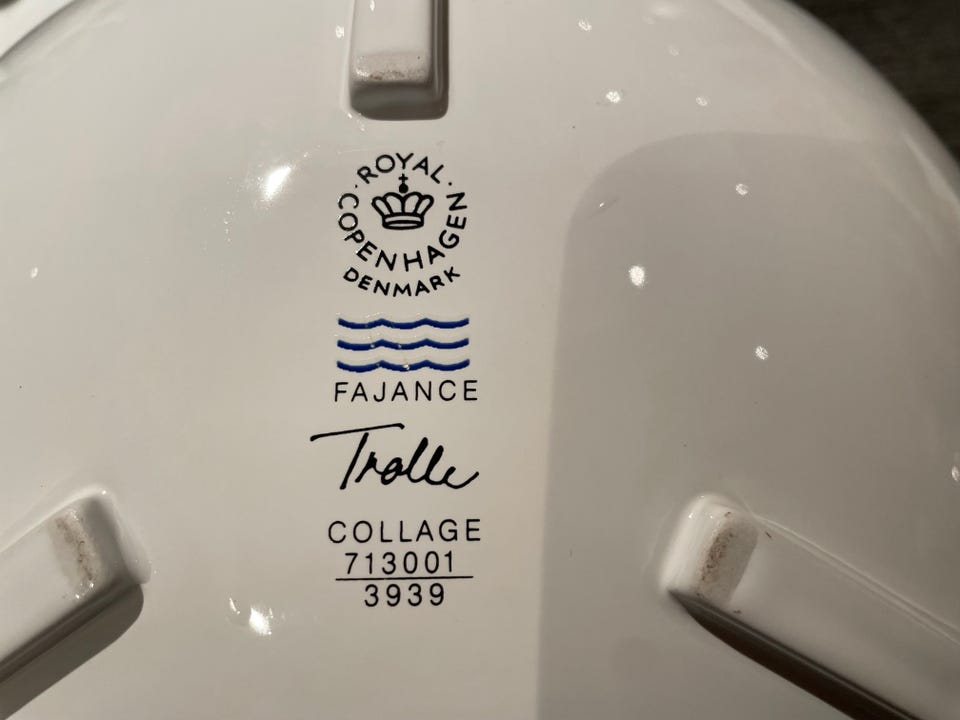 ROYAL
COPENHAGEN
DENMARK
FAJANCE
Trolle
COLLAGE
713001
3939